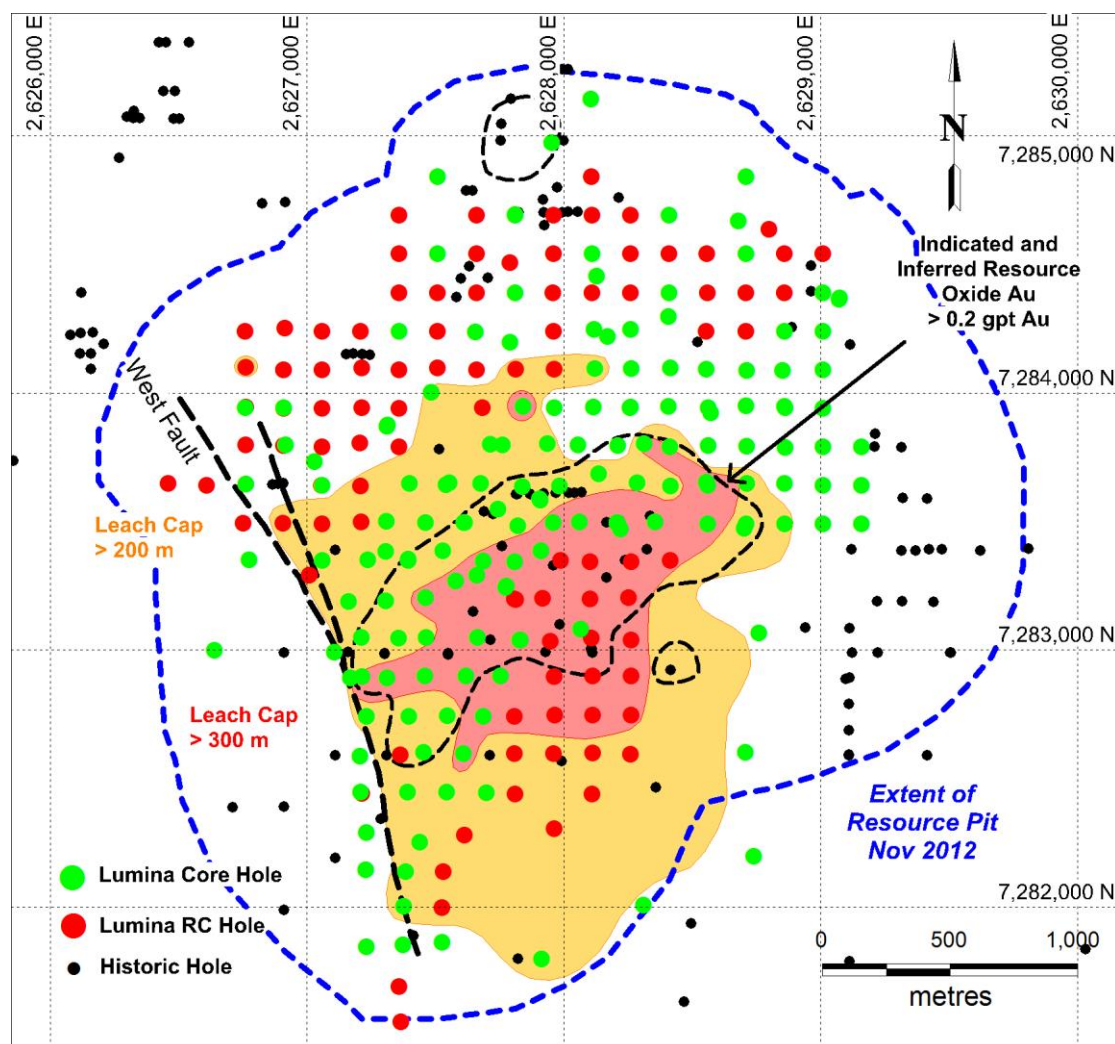 2,626,000 E
2,627,000 E
2,628,000 E
2,629,000 E
2,630,000 E
N
7,285,000 N
Indicated and
Inferred Resource
Oxide Au
> 0.2 gpt Au
7,284,000 N
West Fault
Leach Cap
> 200 m
7,283,000 N
Leach Cap
> 300 m
Extent of
Resource Pit
Nov 2012
Lumina Core Hole
7,282,000 N
Lumina RC Hole
0 500 1,000
Historic Hole
metres